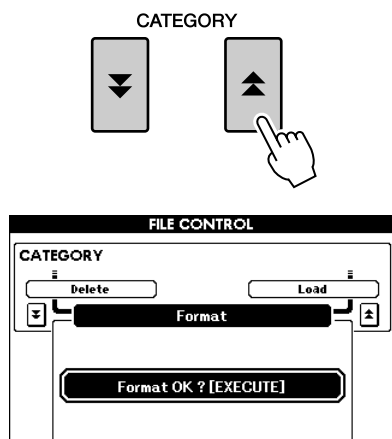 CATEGORY
FILE CONTROL
CATEGORY
Delete Load
Format
Format OK ? [EXECUTE]